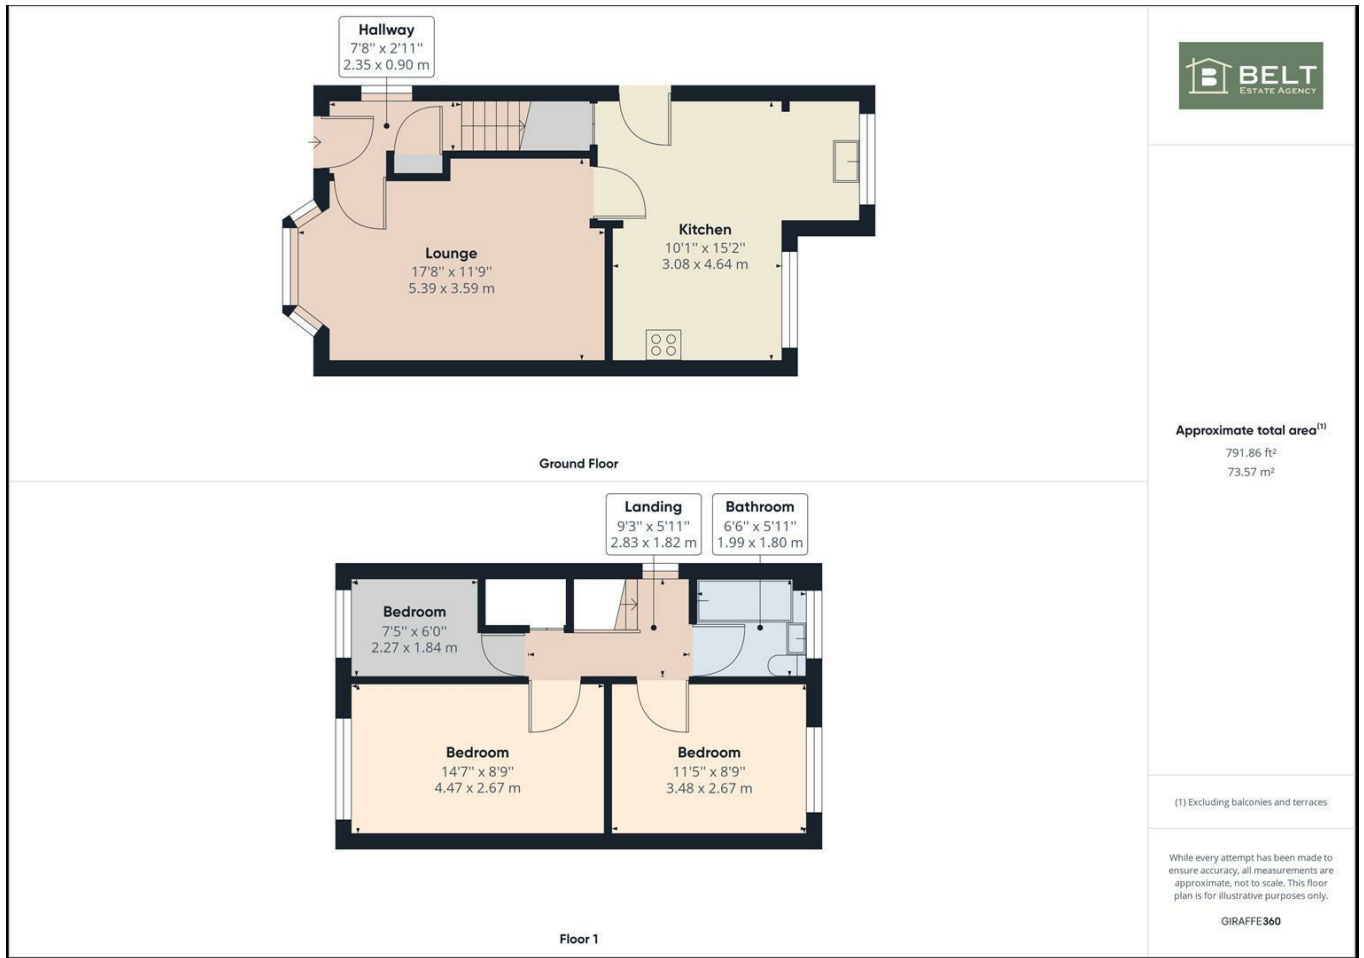 Hallway
7'8" x 2'11"
2.35 x 0.90 m
Lounge
17'8" x 11'9"
5.39 x 3.59 m
Kitchen
10'1" x 15'2"
3.08 x 4.64 m
Ground Floor
Landing
9'3" x 5'11"
2.83 x 1.82 m
Bathroom
6'6" x 5'11"
1.99 x 1.80 m
Bedroom
7'5" x 6'0"
2.27 x 1.84 m
Bedroom
14'7" x 8'9"
4.47 x 2.67 m
Bedroom
11'5" x 8'9"
3.48 x 2.67 m
Floor 1
B BELT
ESTATE AGENCY
Approximate total area(1)
791.86 ft²
73.57 m²
(1) Excluding balconies and terraces
While every attempt has been made to
ensure accuracy, all measurements are
approximate, not to scale. This floor
plan is for illustrative purposes only.
GIRAFFE360